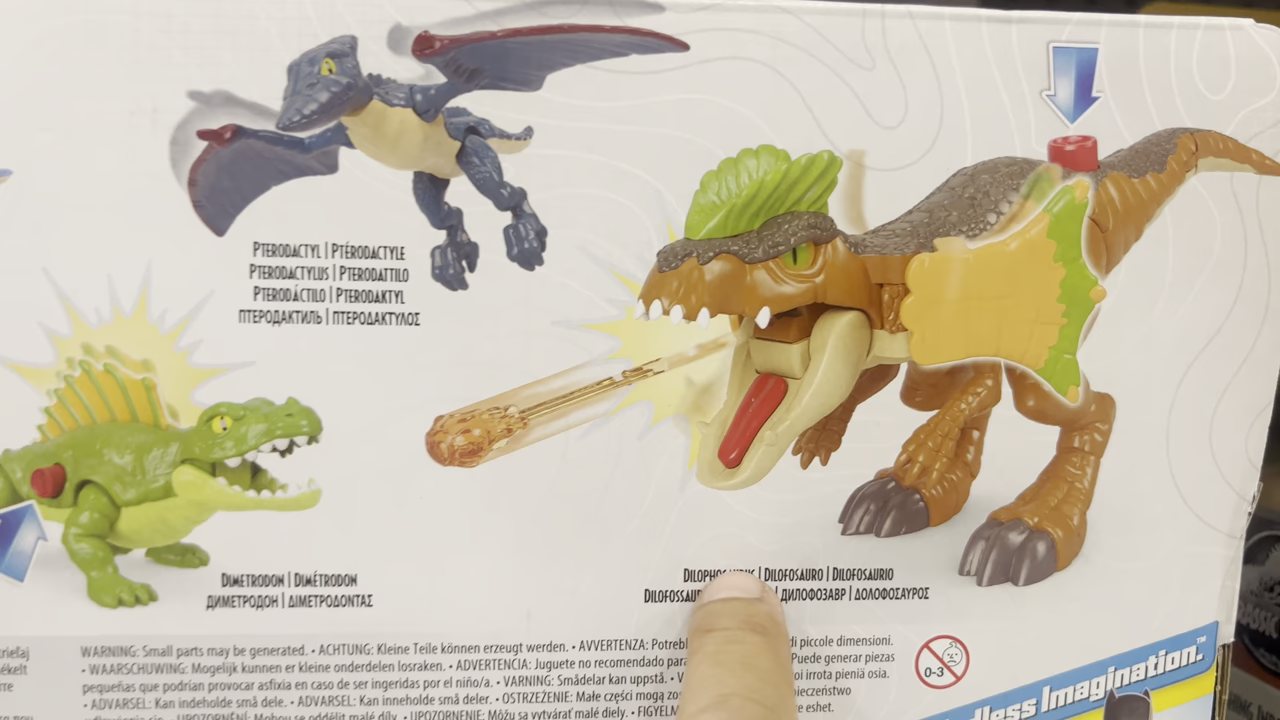 PTERODACTYL | PTÉRODACTYLE
PTERODACTYLUS | PTERODATTILO
PTERODÁCTILO | PTERODAKTYL
ПТЕРОДАКТИЛЬ | ΠΤΕΡΟΔΑΚΤΥΛΟΣ
DIMETRODON | DIMÉTRODON
ДИМЕТРОДОН | ΔΙΜΕΤΡΟΔΟΝΤΑΣ
| DILOFOSAURO | DILOFOSAURIO
| ДИЛОФОЗАВР | ΔΟΛΟΦΟΣΑΥΡΟΣ
WARNING: Small parts may be generated. • ACHTUNG: Kleine Teile können erzeugt werden. • AVVERTENZA: di piccole dimensioni.
• WAARSCHUWING: Mogelijk kunnen er kleine onderdelen losraken. • ADVERTENCIA: Juguete no recomendado para Puede generar piezas
pequeñas que podrían provocar asfixia en caso de ser ingeridas por el niño/a. • VARNING: Smådelar kan uppstå. • irrota pieniä osia.
• ADVARSEL: Kan indeholde små dele. • ADVARSEL: Kan inneholde små deler. • OSTRZEŻENIE: Małe części mogą
• UPOZORNĚNÍ: Mohou se oddělit malé díly. • UPOZORNENIE: Môžu sa vytvárať malé diely. • et eshet.
0-3
Imagination.™